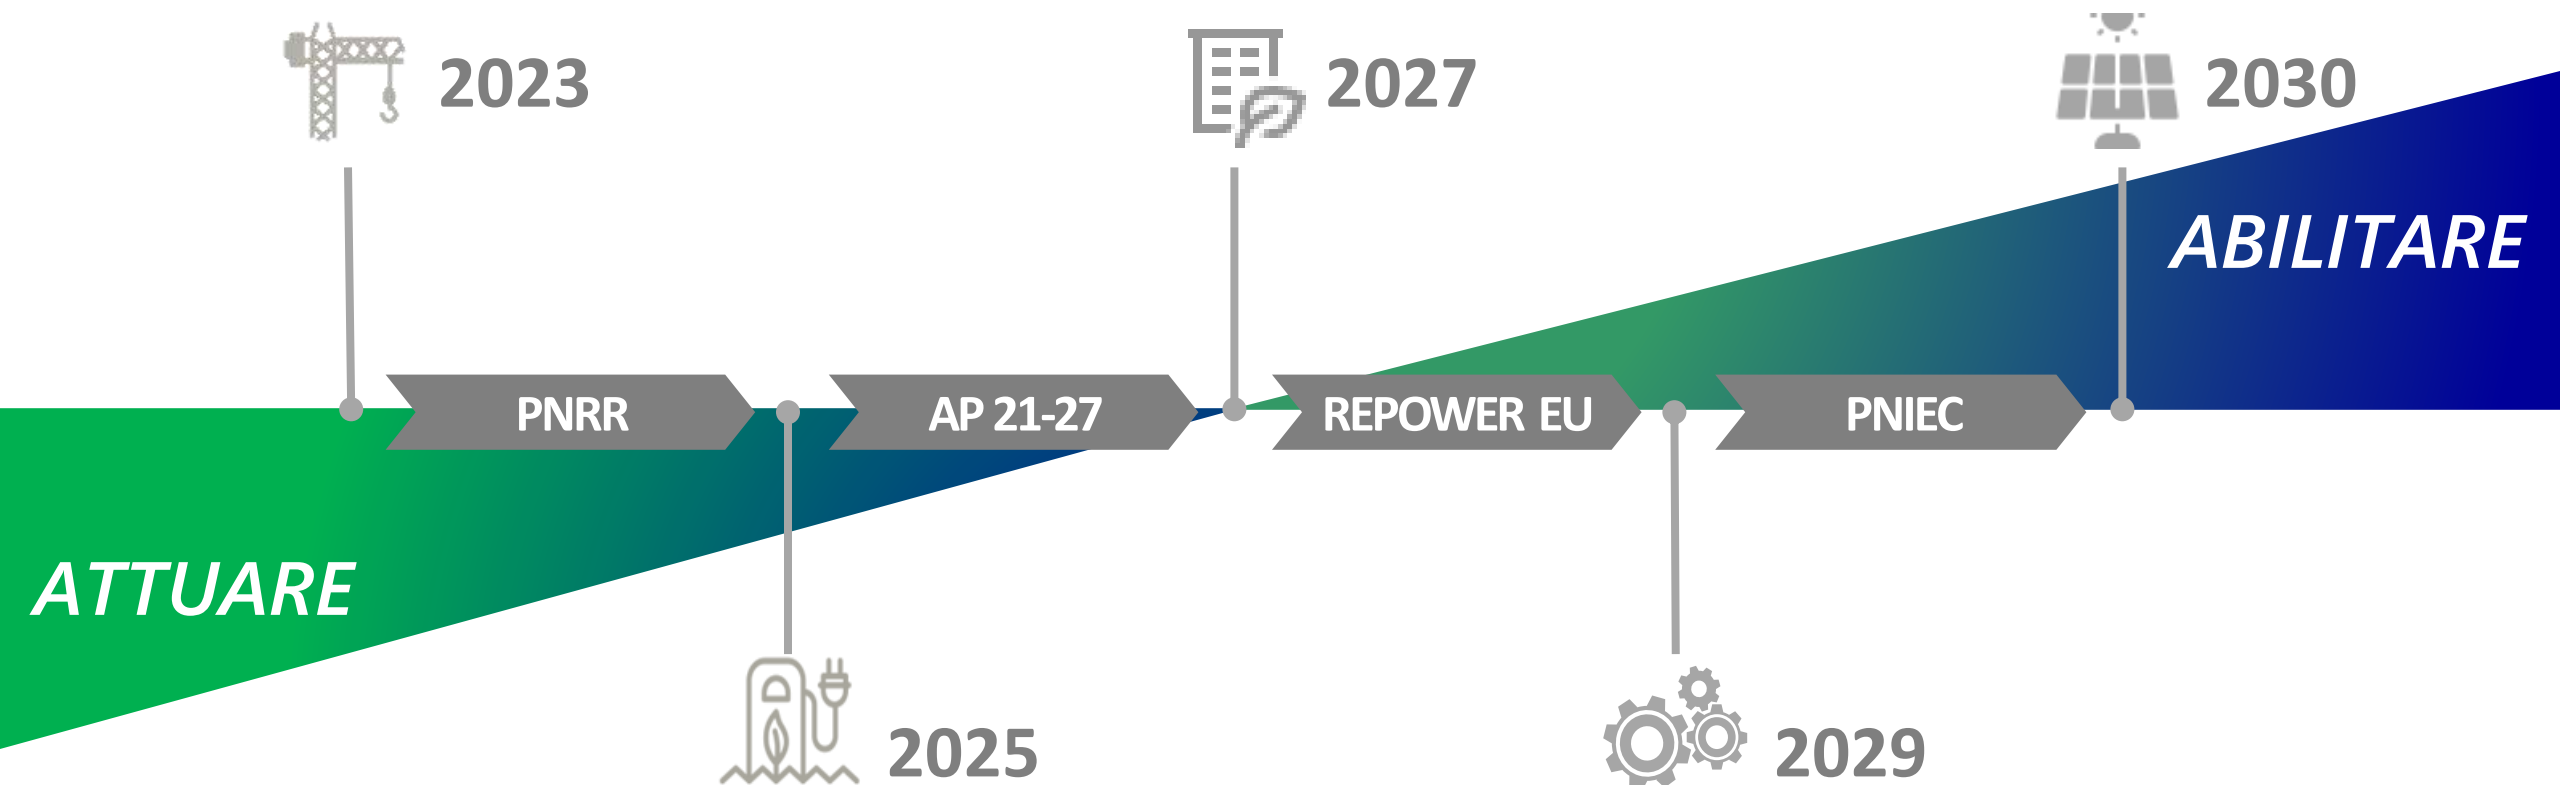 2023
2027
2030
ABILITARE
PNRR
AP 21-27
REPOWER EU
PNIEC
ATTUARE
2025
2029